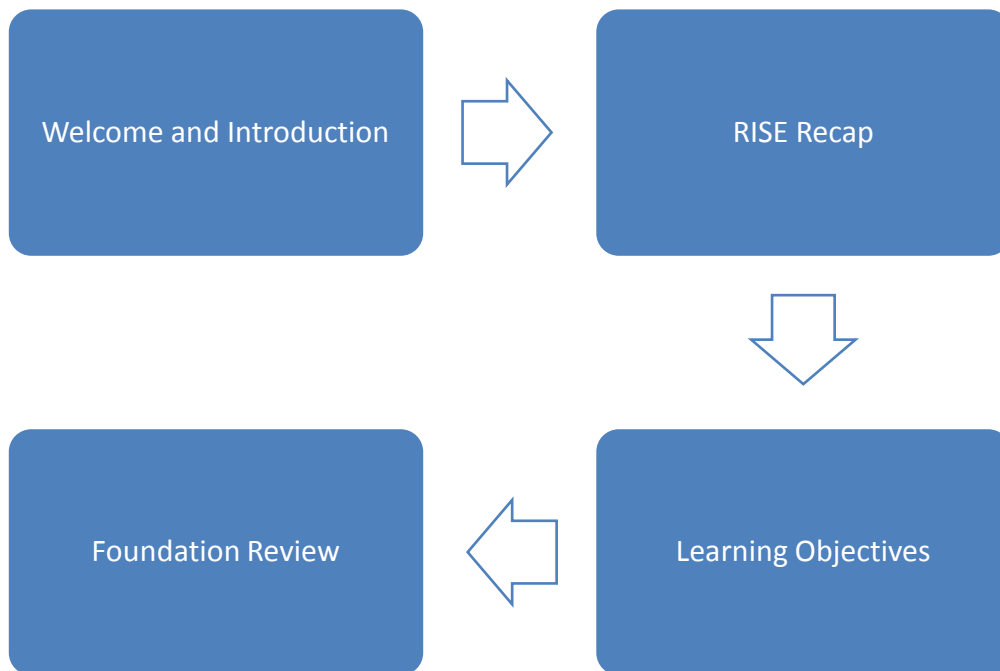 Welcome and Introduction
RISE Recap
Learning Objectives
Foundation Review